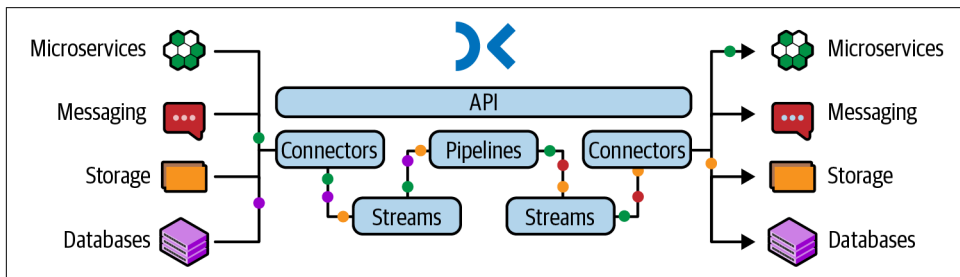 Microservices
Messaging
Storage
Databases
API
Connectors
Pipelines
Connectors
Streams
Streams
Microservices
Messaging
Storage
Databases